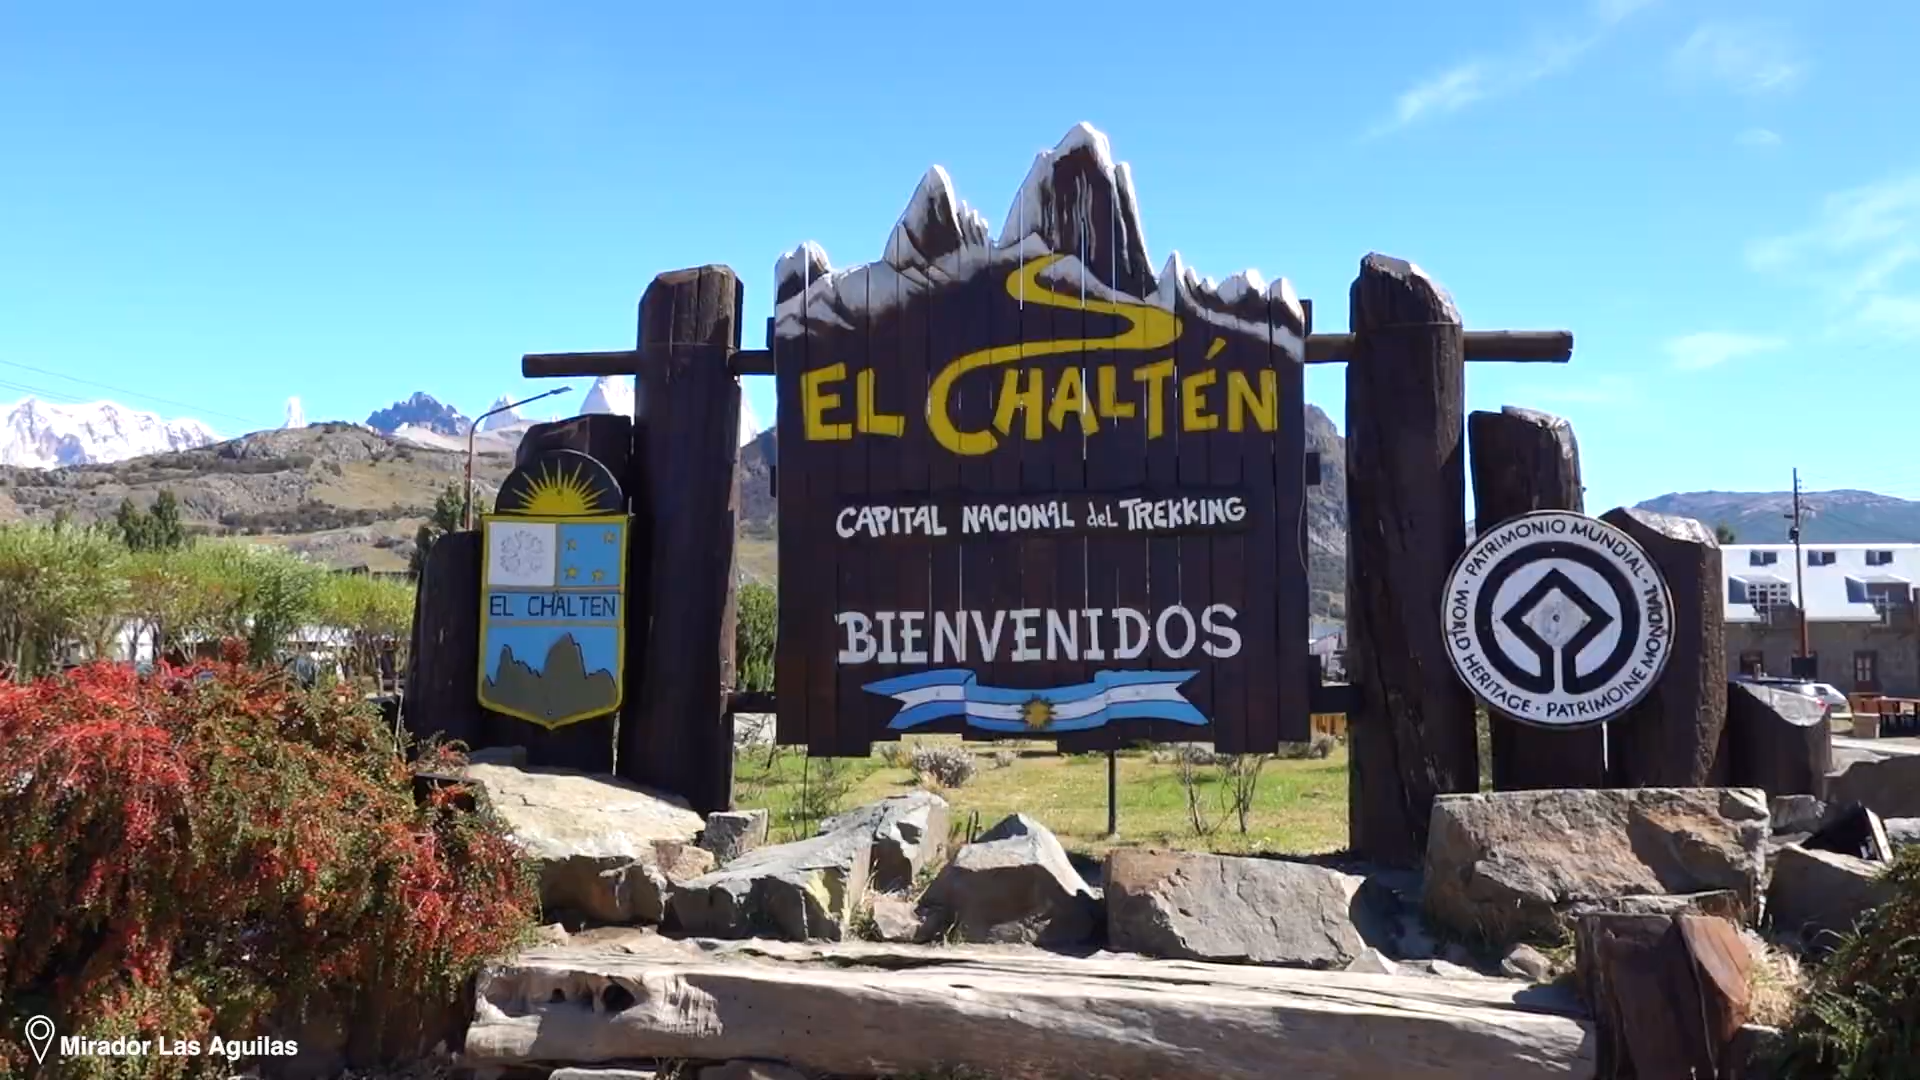 EL CHALTÉN
CAPITAL NACIONAL del TREKKING
BIENVENIDOS
EL CHALTEN
· PATRIMONIO MUNDIAL · WORLD HERITAGE · PATRIMOINE MONDIAL
Mirador Las Aguilas